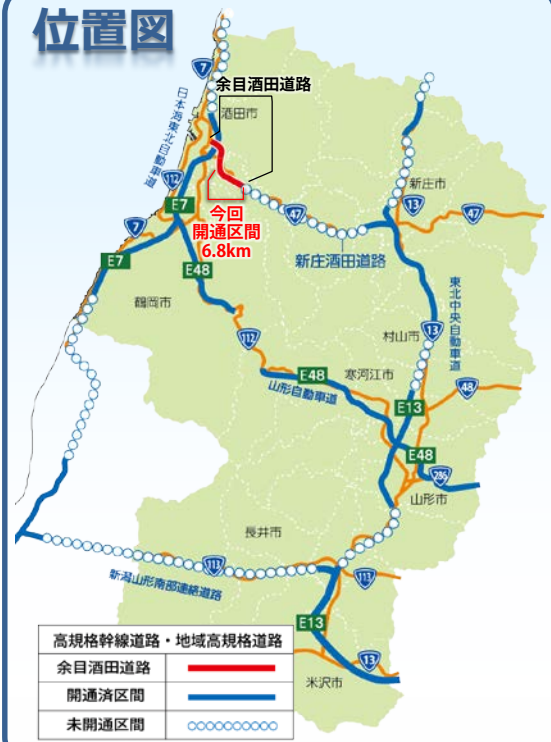 位置図
7
余目酒田道路
酒田市
日本海東北自動車道
112
新庄市
13
E7
47
47
今回
開通区間
6.8km
7
新庄酒田道路
E7
E48
鶴岡市
東北中央自動車道
13
村山市
112
寒河江市
E48
48
山形自動車道
E13
E48
286
山形市
長井市
113
113
新潟山形南部連絡道路
E13
13
米沢市
高規格幹線道路・地域高規格道路
余目酒田道路
開通済区間
未開通区間